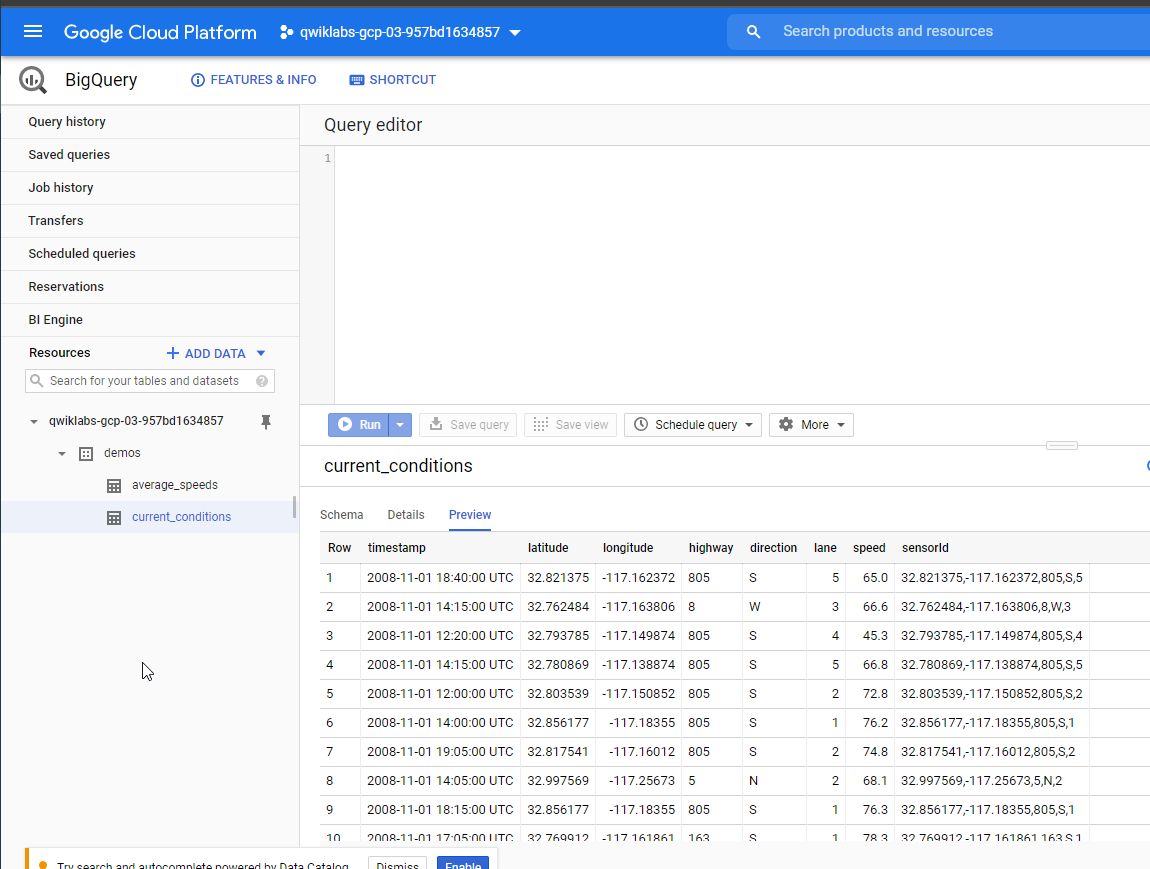 Google Cloud Platform qwiklabs-gcp-03-957bd1634857 Search products and resources
BigQuery FEATURES & INFO SHORTCUT
Query history
Saved queries
Job history
Transfers
Scheduled queries
Reservations
BI Engine
Resources ADD DATA
Search for your tables and datasets ?
qwiklabs-gcp-03-957bd1634857
demos
average_speeds
current_conditions
Query editor
1
Run Save query Save view Schedule query More
current_conditions
Schema Details Preview
Row timestamp latitude longitude highway direction lane speed sensorId
1 2008-11-01 18:40:00 UTC 32.821375 -117.162372 805 S 5 65.0 32.821375,-117.162372,805,S,5
2 2008-11-01 14:15:00 UTC 32.762484 -117.163806 8 W 3 66.6 32.762484,-117.163806,8,W,3
3 2008-11-01 12:20:00 UTC 32.793785 -117.149874 805 S 4 45.3 32.793785,-117.149874,805,S,4
4 2008-11-01 14:15:00 UTC 32.780869 -117.138874 805 S 5 66.8 32.780869,-117.138874,805,S,5
5 2008-11-01 12:00:00 UTC 32.803539 -117.150852 805 S 2 72.8 32.803539,-117.150852,805,S,2
6 2008-11-01 14:00:00 UTC 32.856177 -117.18355 805 S 1 76.2 32.856177,-117.18355,805,S,1
7 2008-11-01 19:05:00 UTC 32.817541 -117.16012 805 S 2 74.8 32.817541,-117.16012,805,S,2
8 2008-11-01 14:05:00 UTC 32.997569 -117.25673 5 N 2 68.1 32.997569,-117.25673,5,N,2
9 2008-11-01 18:15:00 UTC 32.856177 -117.18355 805 S 1 76.3 32.856177,-117.18355,805,S,1
10 2008-11-01 17:05:00 UTC 32.769912 -117.161861 163 S 1 78.3 32.769912,-117.161861,163,S,1
Try search and autocomplete powered by Data Catalog Dismiss Enable